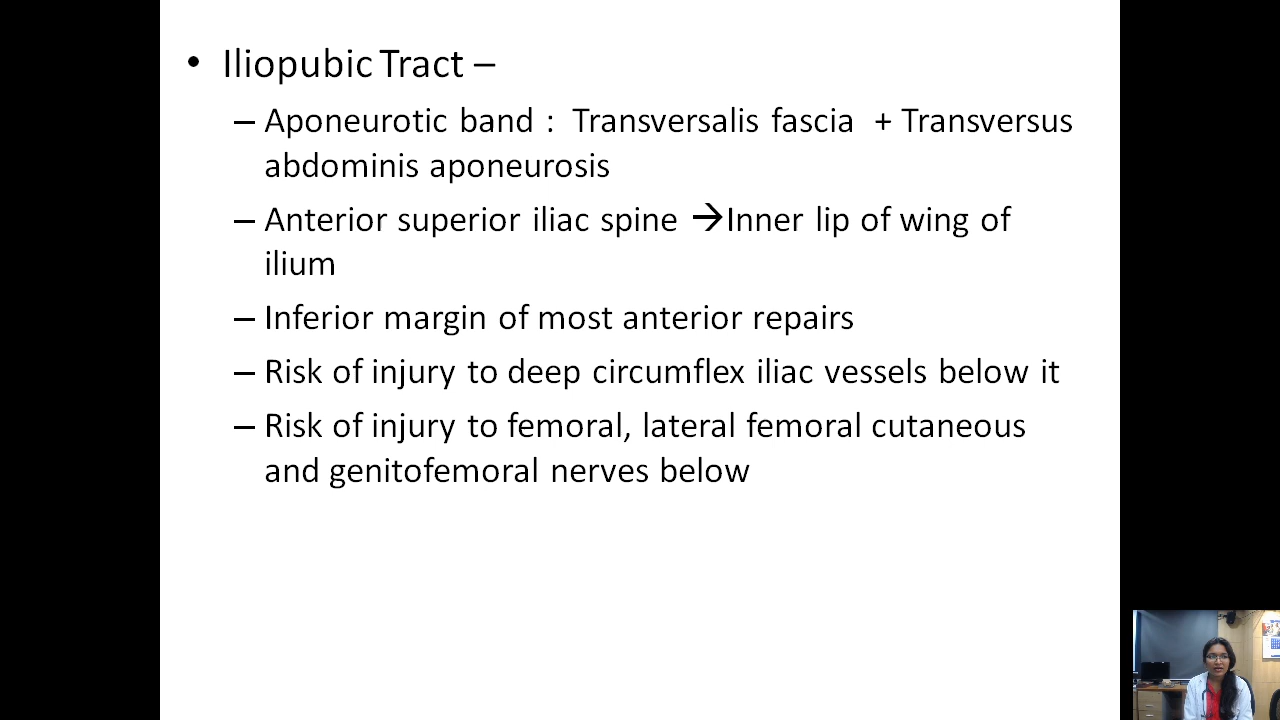 • Iliopubic Tract –
– Aponeurotic band : Transversalis fascia + Transversus
abdominis aponeurosis
– Anterior superior iliac spine →Inner lip of wing of
ilium
– Inferior margin of most anterior repairs
– Risk of injury to deep circumflex iliac vessels below it
– Risk of injury to femoral, lateral femoral cutaneous
and genitofemoral nerves below